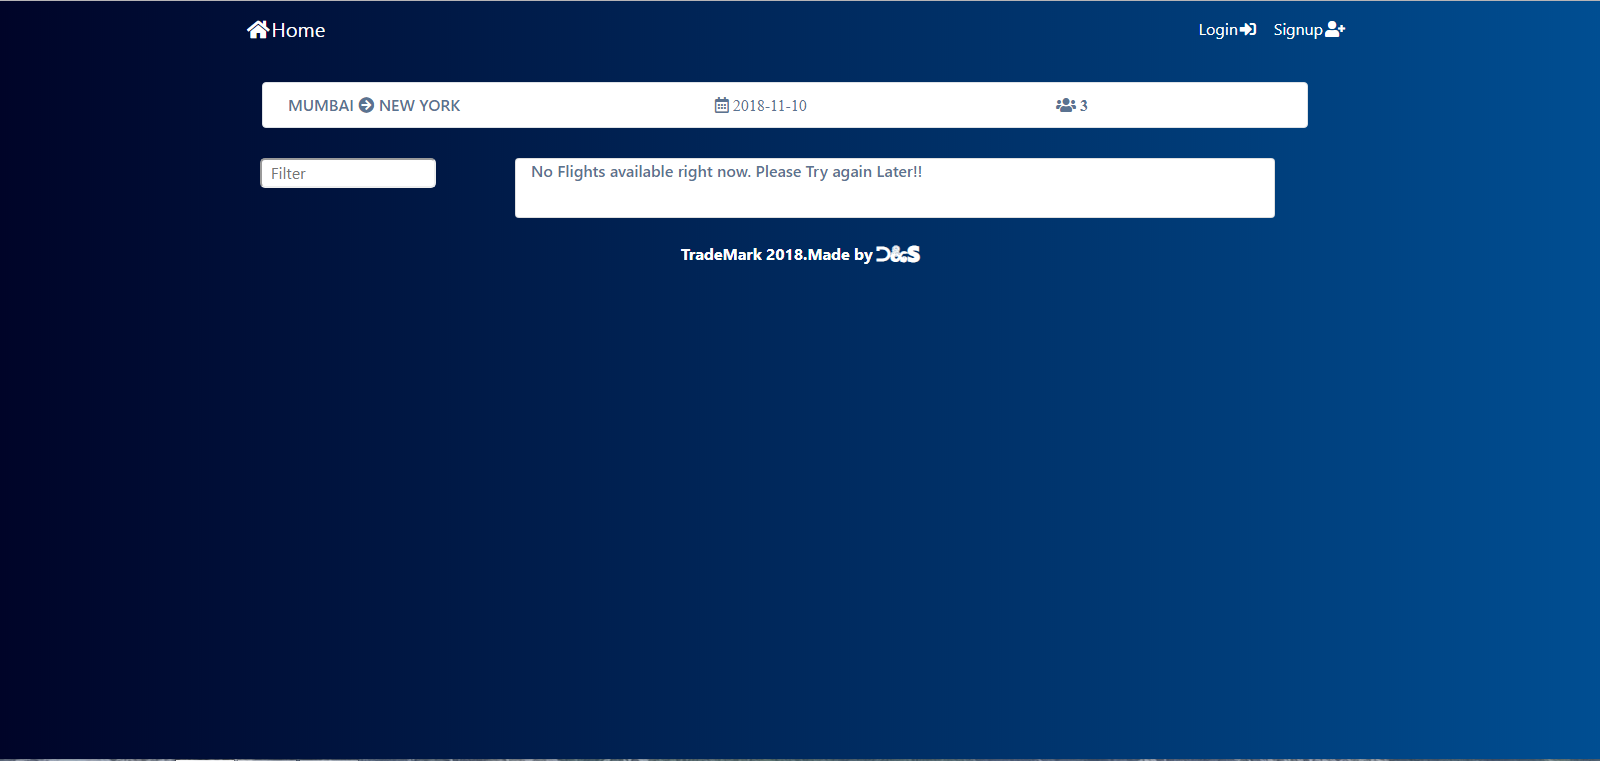 Home
Login
Signup
MUMBAI NEW YORK
2018-11-10
3
Filter
No Flights available right now. Please Try again Later!!
TradeMark 2018.Made by D&S